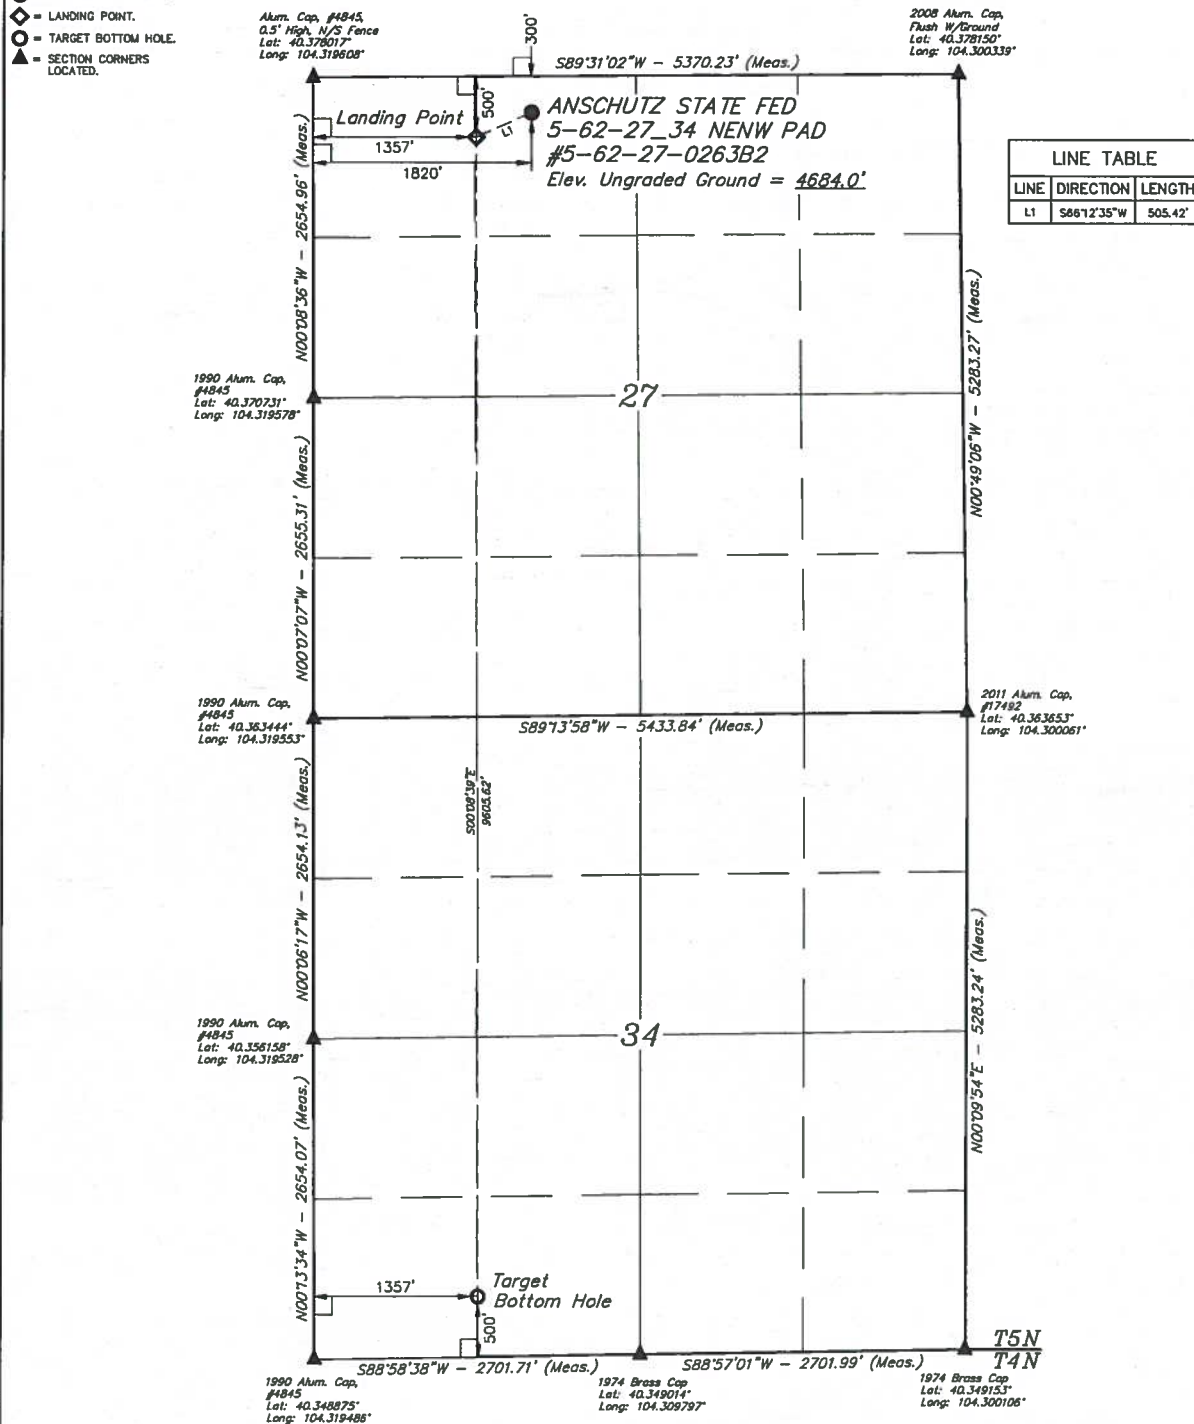 = LANDING POINT.
= TARGET BOTTOM HOLE.
= SECTION CORNERS
LOCATED.
Alum. Cap, #4845,
0.5' High, N/S Fence
Lat: 40.378017°
Long: 104.319608°
300'
2008 Alum. Cap,
Flush W/Ground
Lat: 40.378150°
Long: 104.300339°
S89°31'02"W - 5370.23' (Meas.)
500'
Landing Point
L1
1357'
1820'
ANSCHUTZ STATE FED
5-62-27_34 NENW PAD
#5-62-27-0263B2
Elev. Ungraded Ground = 4684.0'
LINE TABLE
LINE DIRECTION LENGTH
L1 S66°12'35"W 505.42'
N00°08'36"W - 2654.96' (Meas.)
N00°49'06"W - 5283.27' (Meas.)
1990 Alum. Cap,
#4845
Lat: 40.370731°
Long: 104.319578°
27
N00°07'07"W - 2655.31' (Meas.)
1990 Alum. Cap,
#4845
Lat: 40.363444°
Long: 104.319553°
S89°13'58"W - 5433.84' (Meas.)
2011 Alum. Cap,
#17492
Lat: 40.363653°
Long: 104.300061°
S00°08'39"E
9605.62'
N00°06'17"W - 2654.13' (Meas.)
N00°09'54"E - 5283.24' (Meas.)
1990 Alum. Cap,
#4845
Lat: 40.356158°
Long: 104.319528°
34
N00°13'34"W - 2654.07' (Meas.)
1357'
Target
Bottom Hole
500'
S88°58'38"W - 2701.71' (Meas.)
S88°57'01"W - 2701.99' (Meas.)
T5N
T4N
1990 Alum. Cap,
#4845
Lat: 40.348875°
Long: 104.319486°
1974 Brass Cap
Lat: 40.349014°
Long: 104.309797°
1974 Brass Cap
Lat: 40.349153°
Long: 104.300106°